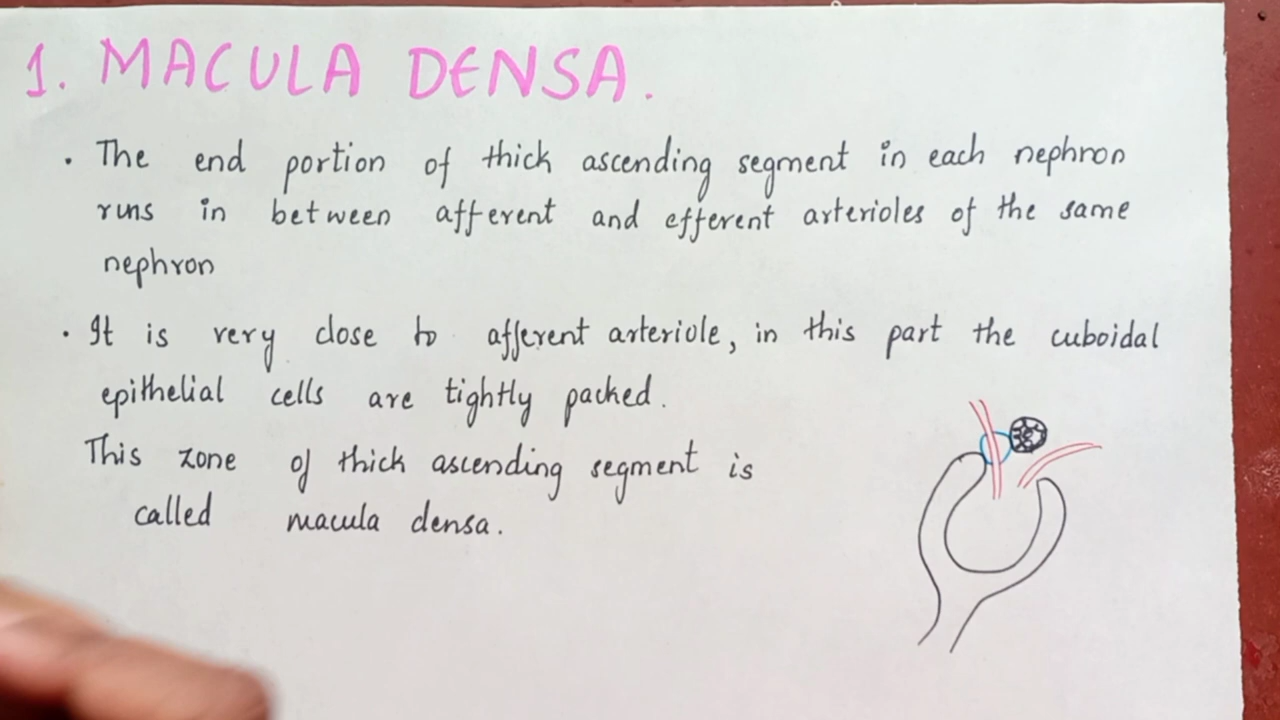 1. MACULA DENSA.
• The end portion of thick ascending segment in each nephron
runs in between afferent and efferent arterioles of the same
nephron
• It is very close to afferent arteriole, in this part the cuboidal
epithelial cells are tightly packed.
This zone of thick ascending segment is
called macula densa.